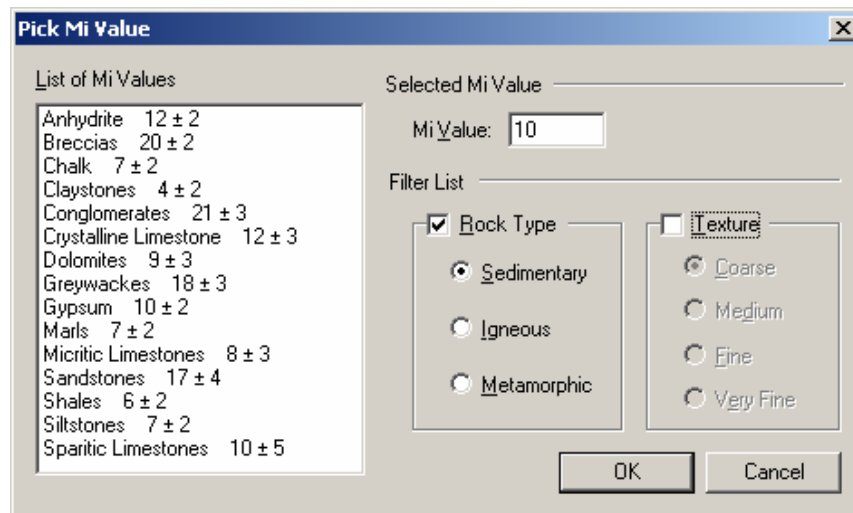 Pick Mi Value
List of Mi Values
Anhydrite 12 ± 2
Breccias 20 ± 2
Chalk 7 ± 2
Claystones 4 ± 2
Conglomerates 21 ± 3
Crystalline Limestone 12 ± 3
Dolomites 9 ± 3
Greywackes 18 ± 3
Gypsum 10 ± 2
Marls 7 ± 2
Micritic Limestones 8 ± 3
Sandstones 17 ± 4
Shales 6 ± 2
Siltstones 7 ± 2
Sparitic Limestones 10 ± 5
Selected Mi Value
Mi Value: 10
Filter List
Rock Type
Sedimentary
Igneous
Metamorphic
Texture
Coarse
Medium
Fine
Very Fine
OK
Cancel